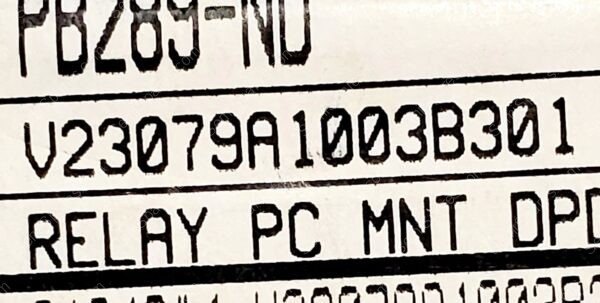 PB289-ND
V23079A1003B301
RELAY PC MNT DPD